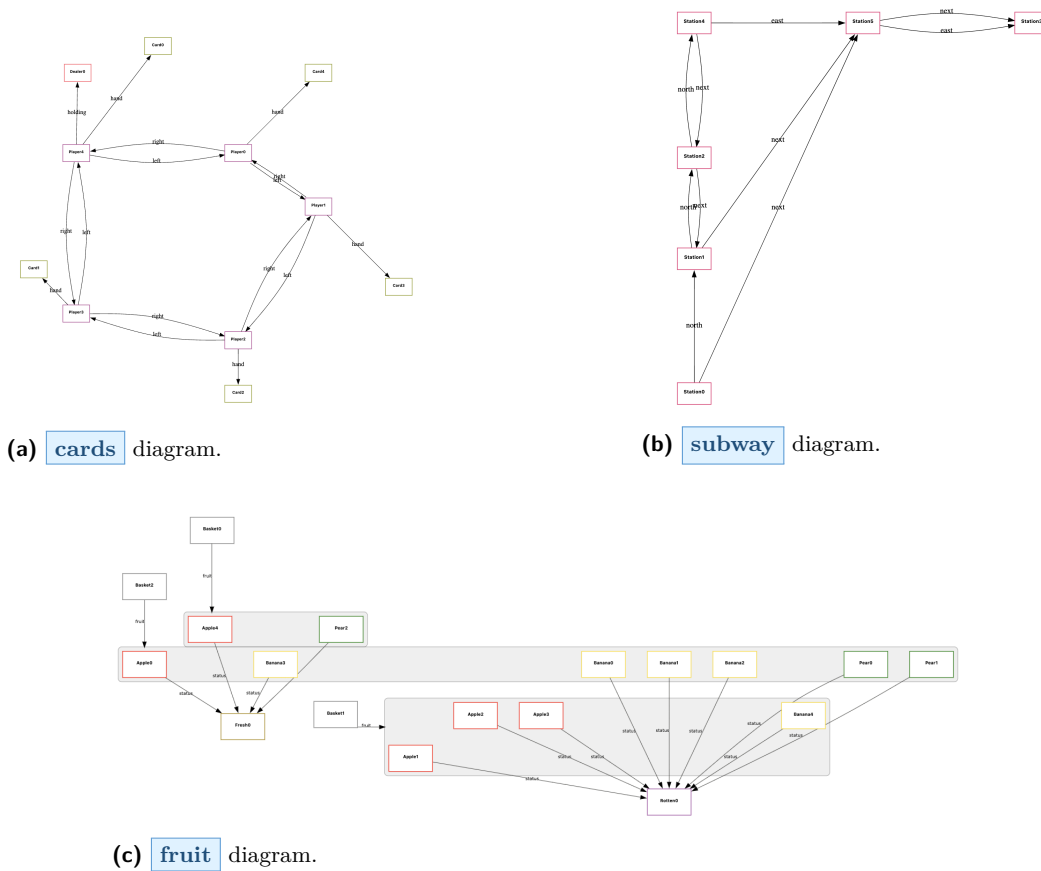 Card0
Dealer0
Card4
hand
hand
holding
right
Player4
Player0
left
right
left
Player1
right
left
right
left
hand
Card1
Card3
hand
Player3
right
left
Player2
hand
Card2
(a) cards diagram.
next
Station4
east
Station5
Station3
east
north
next
next
Station2
north
next
next
Station1
north
Station0
(b) subway diagram.
Basket0
fruit
Basket2
fruit
Apple4
Pear2
Apple0
Banana3
Banana0
Banana1
Banana2
Pear0
Pear1
status
status
status
Fresh0
Basket1
fruit
Apple2
Apple3
Banana4
status
status
status
status
status
status
status
Apple1
status
Rotten0
(c) fruit diagram.